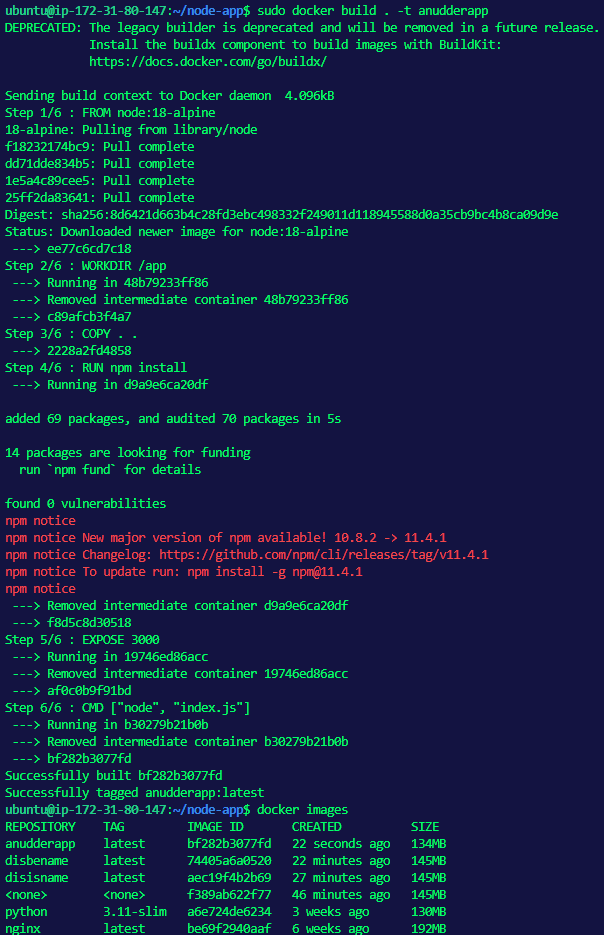 ubuntu@ip-172-31-80-147:~/node-app$ sudo docker build . -t anudderapp
DEPRECATED: The legacy builder is deprecated and will be removed in a future release.
            Install the buildx component to build images with BuildKit:
            https://docs.docker.com/go/buildx/

Sending build context to Docker daemon  4.096kB
Step 1/6 : FROM node:18-alpine
18-alpine: Pulling from library/node
f18232174bc9: Pull complete
dd71dde834b5: Pull complete
1e5a4c89cee5: Pull complete
25ff2da83641: Pull complete
Digest: sha256:8d6421d663b4c28fd3ebc498332f249011d118945588d0a35cb9bc4b8ca09d9e
Status: Downloaded newer image for node:18-alpine
 ---> ee77c6cd7c18
Step 2/6 : WORKDIR /app
 ---> Running in 48b79233ff86
 ---> Removed intermediate container 48b79233ff86
 ---> c89afcb3f4a7
Step 3/6 : COPY . .
 ---> 2228a2fd4858
Step 4/6 : RUN npm install
 ---> Running in d9a9e6ca20df

added 69 packages, and audited 70 packages in 5s

14 packages are looking for funding
  run `npm fund` for details

found 0 vulnerabilities
npm notice
npm notice New major version of npm available! 10.8.2 -> 11.4.1
npm notice Changelog: https://github.com/npm/cli/releases/tag/v11.4.1
npm notice To update run: npm install -g npm@11.4.1
npm notice
 ---> Removed intermediate container d9a9e6ca20df
 ---> f8d5c8d30518
Step 5/6 : EXPOSE 3000
 ---> Running in 19746ed86acc
 ---> Removed intermediate container 19746ed86acc
 ---> af0c0b9f91bd
Step 6/6 : CMD ["node", "index.js"]
 ---> Running in b30279b21b0b
 ---> Removed intermediate container b30279b21b0b
 ---> bf282b3077fd
Successfully built bf282b3077fd
Successfully tagged anudderapp:latest
ubuntu@ip-172-31-80-147:~/node-app$ docker images
REPOSITORY    TAG         IMAGE ID       CREATED          SIZE
anudderapp    latest      bf282b3077fd   22 seconds ago   134MB
disbename     latest      74405a6a0520   22 minutes ago   145MB
disisname     latest      aec19f4b2b69   27 minutes ago   145MB
<none>        <none>      f389ab622f77   46 minutes ago   145MB
python        3.11-slim   a6e724de6234   3 weeks ago      130MB
nginx         latest      be69f2940aaf   6 weeks ago      192MB